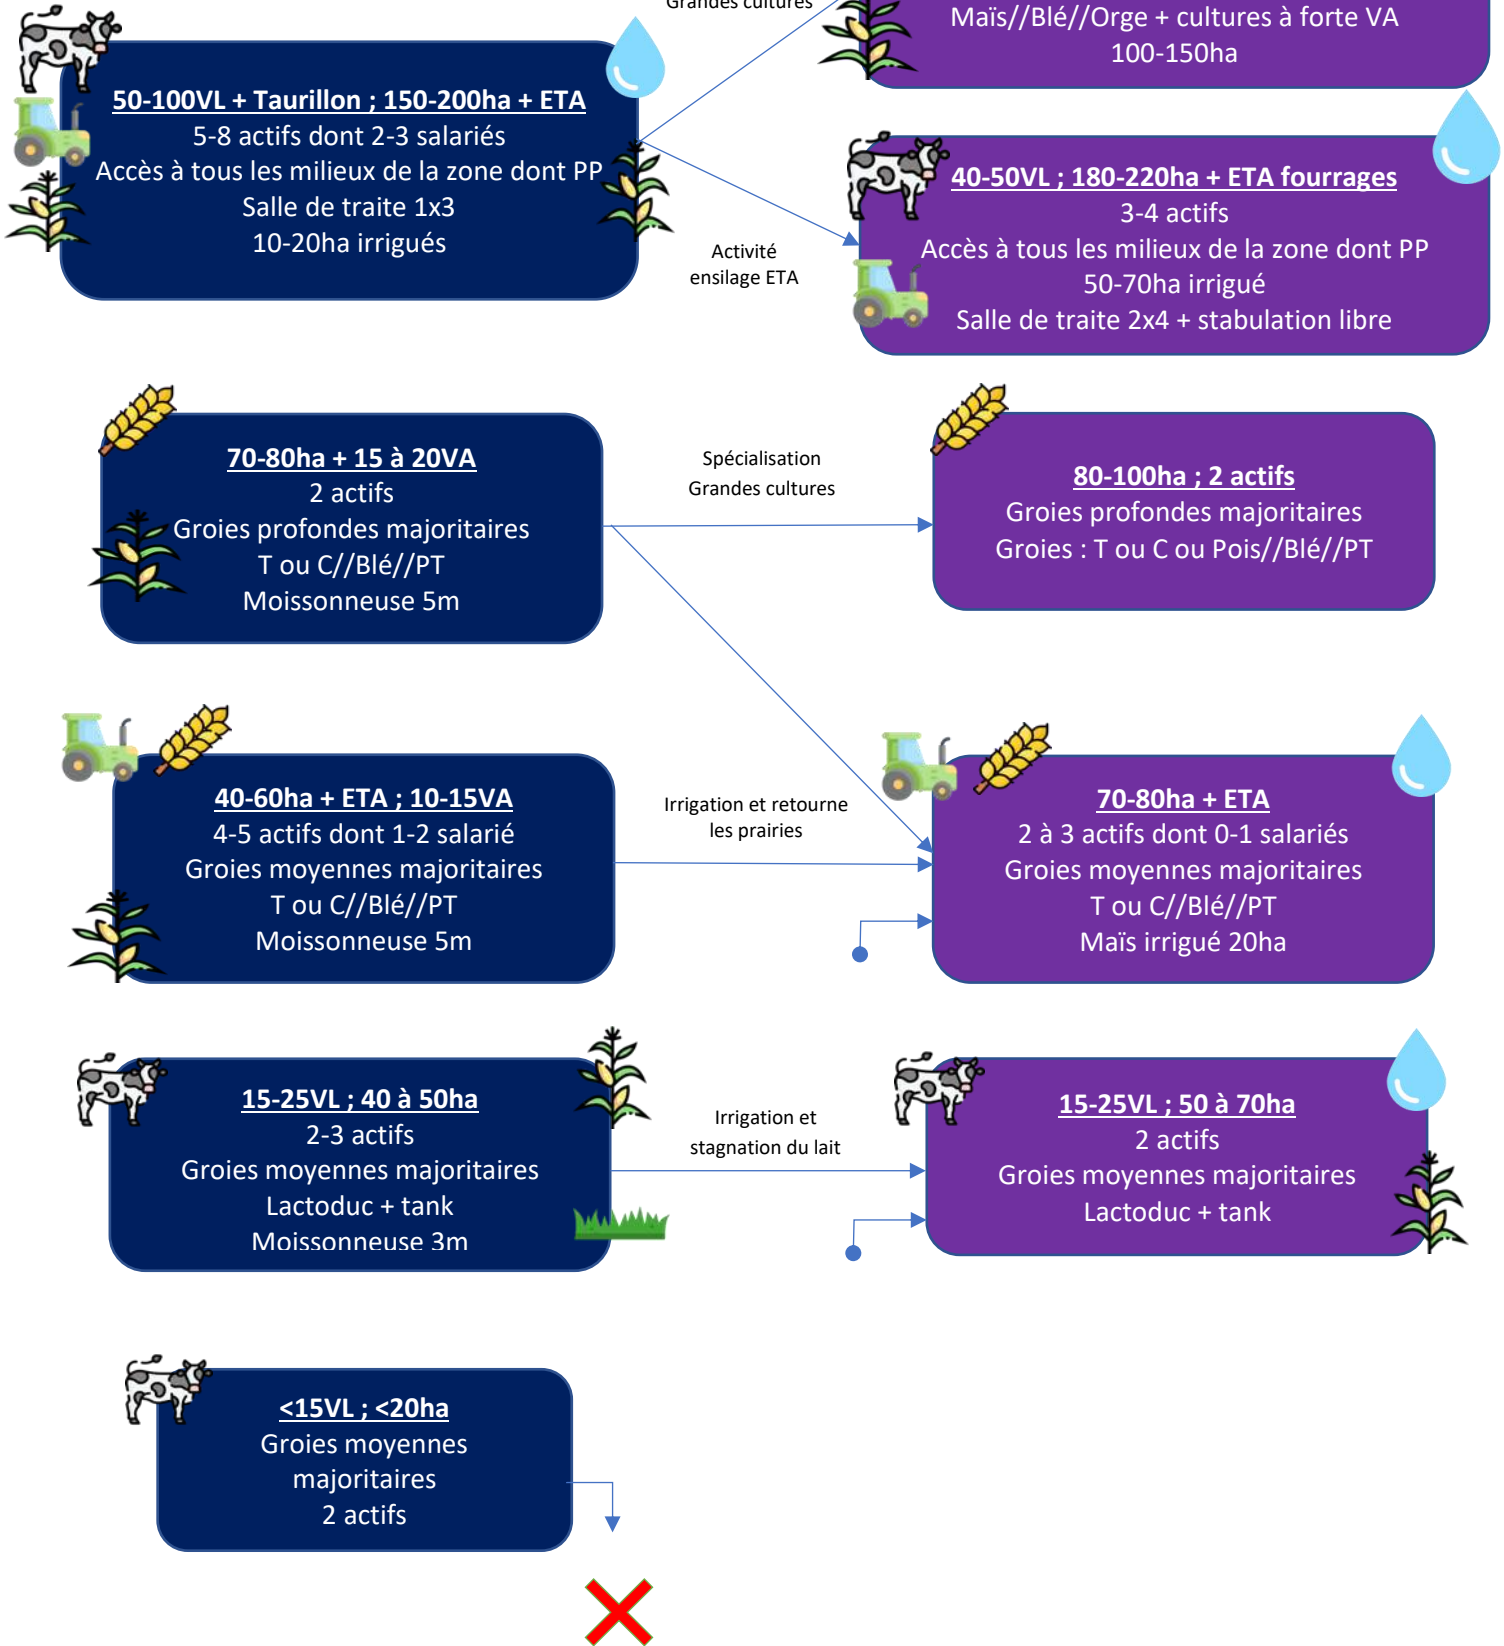 Grandes cultures
Maïs//Blé//Orge + cultures à forte VA
100-150ha
50-100VL + Taurillon ; 150-200ha + ETA
5-8 actifs dont 2-3 salariés
Accès à tous les milieux de la zone dont PP
Salle de traite 1x3
10-20ha irrigués
Activité
ensilage ETA
40-50VL ; 180-220ha + ETA fourrages
3-4 actifs
Accès à tous les milieux de la zone dont PP
50-70ha irrigué
Salle de traite 2x4 + stabulation libre
70-80ha + 15 à 20VA
2 actifs
Groies profondes majoritaires
T ou C//Blé//PT
Moissonneuse 5m
Spécialisation
Grandes cultures
80-100ha ; 2 actifs
Groies profondes majoritaires
Groies : T ou C ou Pois//Blé//PT
40-60ha + ETA ; 10-15VA
4-5 actifs dont 1-2 salarié
Groies moyennes majoritaires
T ou C//Blé//PT
Moissonneuse 5m
Irrigation et retourne
les prairies
70-80ha + ETA
2 à 3 actifs dont 0-1 salariés
Groies moyennes majoritaires
T ou C//Blé//PT
Maïs irrigué 20ha
15-25VL ; 40 à 50ha
2-3 actifs
Groies moyennes majoritaires
Lactoduc + tank
Moissonneuse 3m
Irrigation et
stagnation du lait
15-25VL ; 50 à 70ha
2 actifs
Groies moyennes majoritaires
Lactoduc + tank
<15VL ; <20ha
Groies moyennes
majoritaires
2 actifs